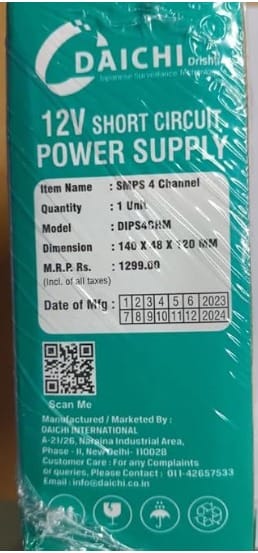 DAICHI Drishti
Japanese Surveillance Technology
12V SHORT CIRCUIT
POWER SUPPLY
Item Name : SMPS 4 Channel
Quantity : 1 Unit
Model : DIPS4CHM
Dimension : 140 X 48 X 120 MM
M.R.P. Rs. : 1299.00
(Incl. of all taxes)
Date of Mfg : 1 2 3 4 5 6 2023
7 8 9 10 11 12 2024
Scan Me
Manufactured / Marketed By :
DAICHI INTERNATIONAL
A-21/26, Naraina Industrial Area,
Phase - II, New Delhi- 110028
Customer Care : For any Complaints
or queries, Please Contact : 011-42657533
Email : info@daichi.co.in